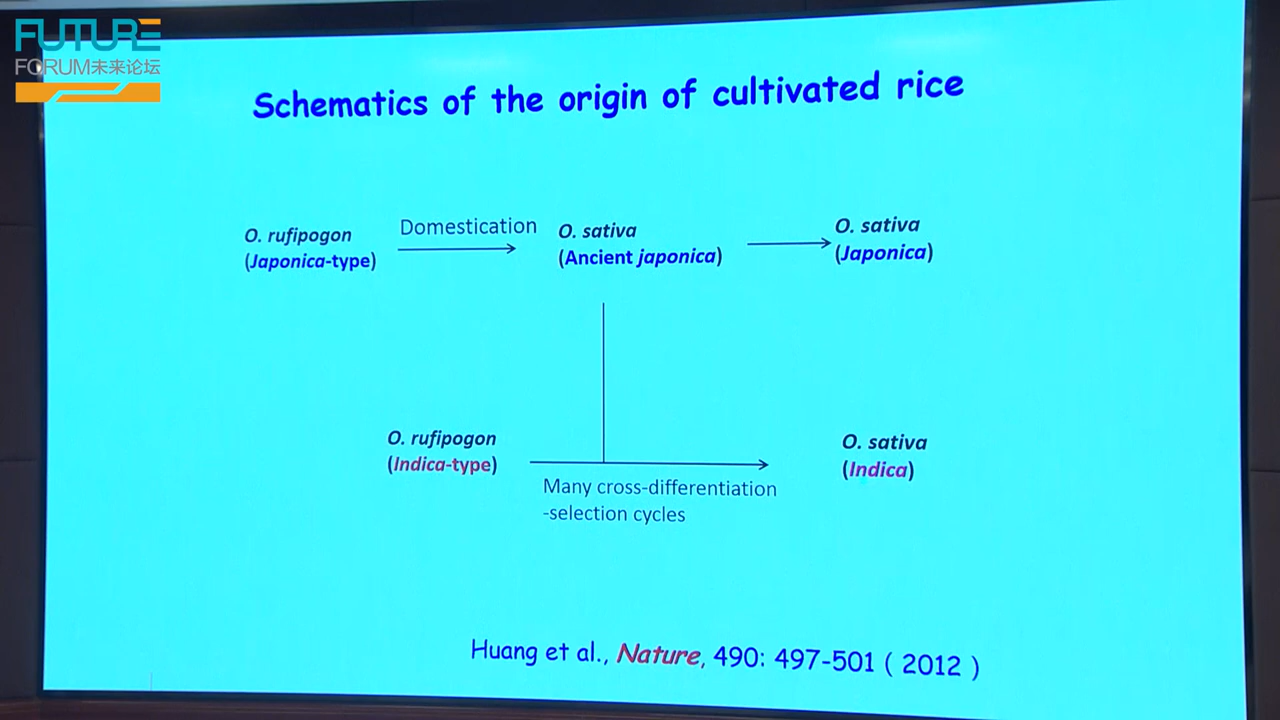 FUTURE
FORUM未来论坛
Schematics of the origin of cultivated rice
O. rufipogon
(Japonica-type)
Domestication
O. sativa
(Ancient japonica)
O. sativa
(Japonica)
O. rufipogon
(Indica-type)
Many cross-differentiation
-selection cycles
O. sativa
(Indica)
Huang et al., Nature, 490: 497-501 ( 2012 )